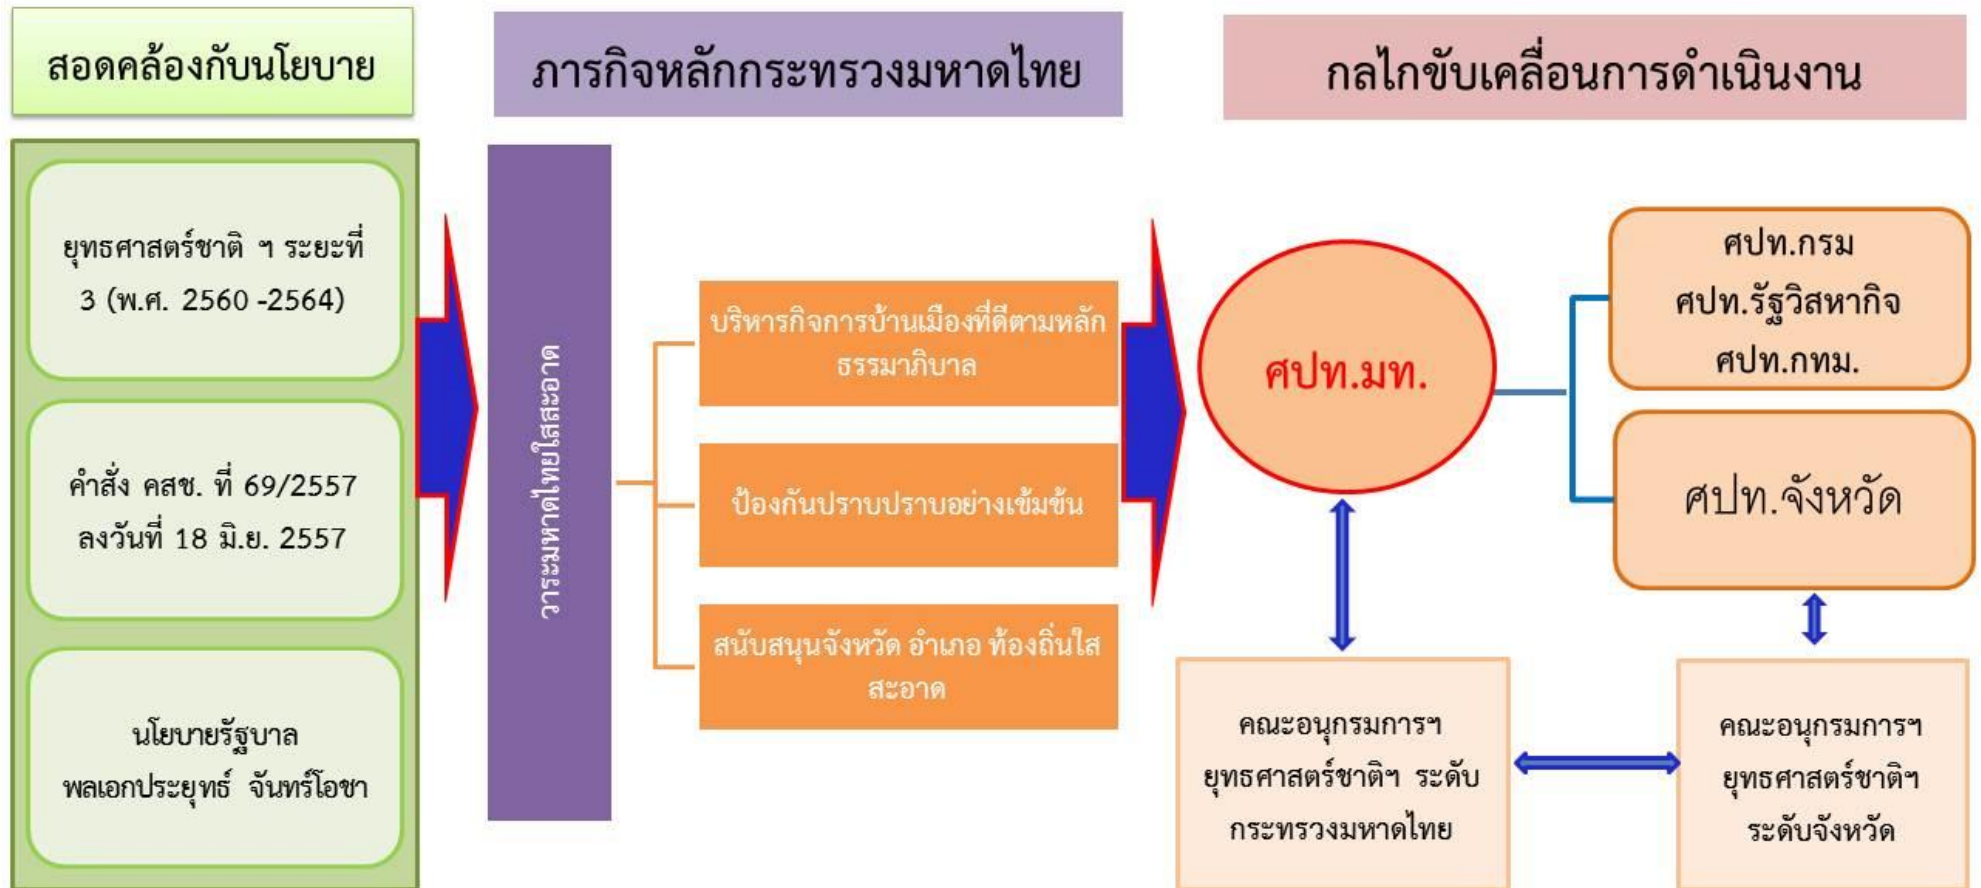 สอดคล้องกับนโยบาย
ภารกิจหลักกระทรวงมหาดไทย
กลไกขับเคลื่อนการดำเนินงาน
ยุทธศาสตร์ชาติ ฯ ระยะที่
3 (พ.ศ. 2560 -2564)
คำสั่ง คสช. ที่ 69/2557
ลงวันที่ 18 มิ.ย. 2557
นโยบายรัฐบาล
พลเอกประยุทธ์ จันทร์โอชา
วาระมหาดไทยใสสะอาด
บริหารกิจการบ้านเมืองที่ดีตามหลัก
ธรรมาภิบาล
ป้องกันปราบปราบอย่างเข้มข้น
สนับสนุนจังหวัด อำเภอ ท้องถิ่นใส
สะอาด
ศปท.มท.
ศปท.กรม
ศปท.รัฐวิสหากิจ
ศปท.กทม.
ศปท.จังหวัด
คณะอนุกรมการฯ
ยุทธศาสตร์ชาติฯ ระดับ
กระทรวงมหาดไทย
คณะอนุกรมการฯ
ยุทธศาสตร์ชาติฯ
ระดับจังหวัด